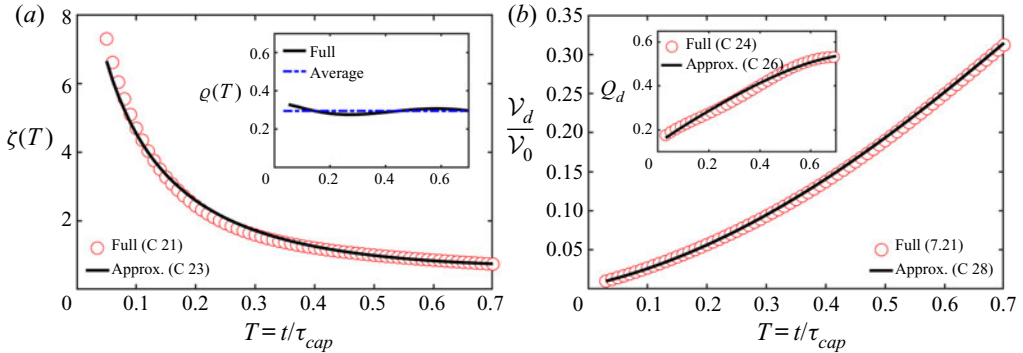 (a)
8
6
ζ(T)
4
2
0
0.1
0.2
0.3
0.4
0.5
0.6
0.7
T = t/τcap
Full (C 21)
Approx. (C 23)
0.6
ϱ(T)
0.4
0.2
0
0.2
0.4
0.6
Full
Average
(b)
0.35
0.30
0.25
𝒱d
𝒱0
0.20
0.15
0.10
0.05
0
0.1
0.2
0.3
0.4
0.5
0.6
0.7
T = t/τcap
Full (7.21)
Approx. (C 28)
0.6
Qd
0.4
0.2
0
0.2
0.4
0.6
Full (C 24)
Approx. (C 26)